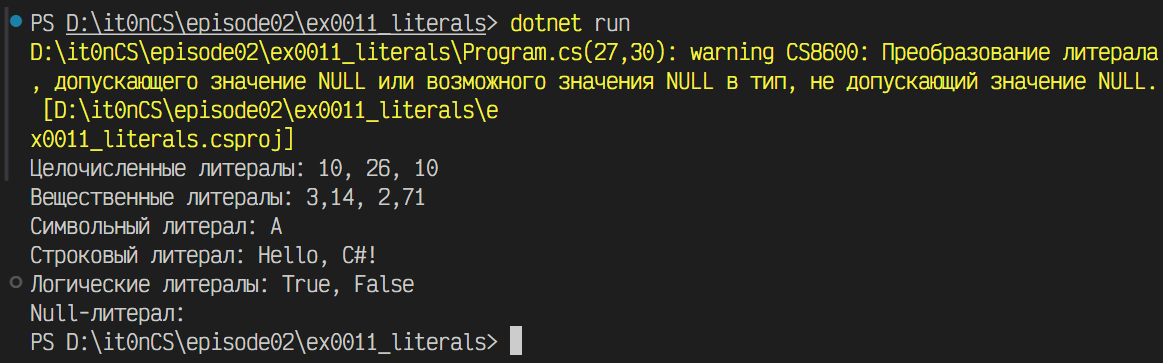 PS D:\it0nCS\episode02\ex0011_literals> dotnet run
D:\it0nCS\episode02\ex0011_literals\Program.cs(27,30): warning CS8600: Преобразование литерала
, допускающего значение NULL или возможного значения NULL в тип, не допускающий значение NULL.
[D:\it0nCS\episode02\ex0011_literals\e
x0011_literals.csproj]
Целочисленные литералы: 10, 26, 10
Вещественные литералы: 3,14, 2,71
Символьный литерал: A
Строковый литерал: Hello, C#!
Логические литералы: True, False
Null-литерал:
PS D:\it0nCS\episode02\ex0011_literals>